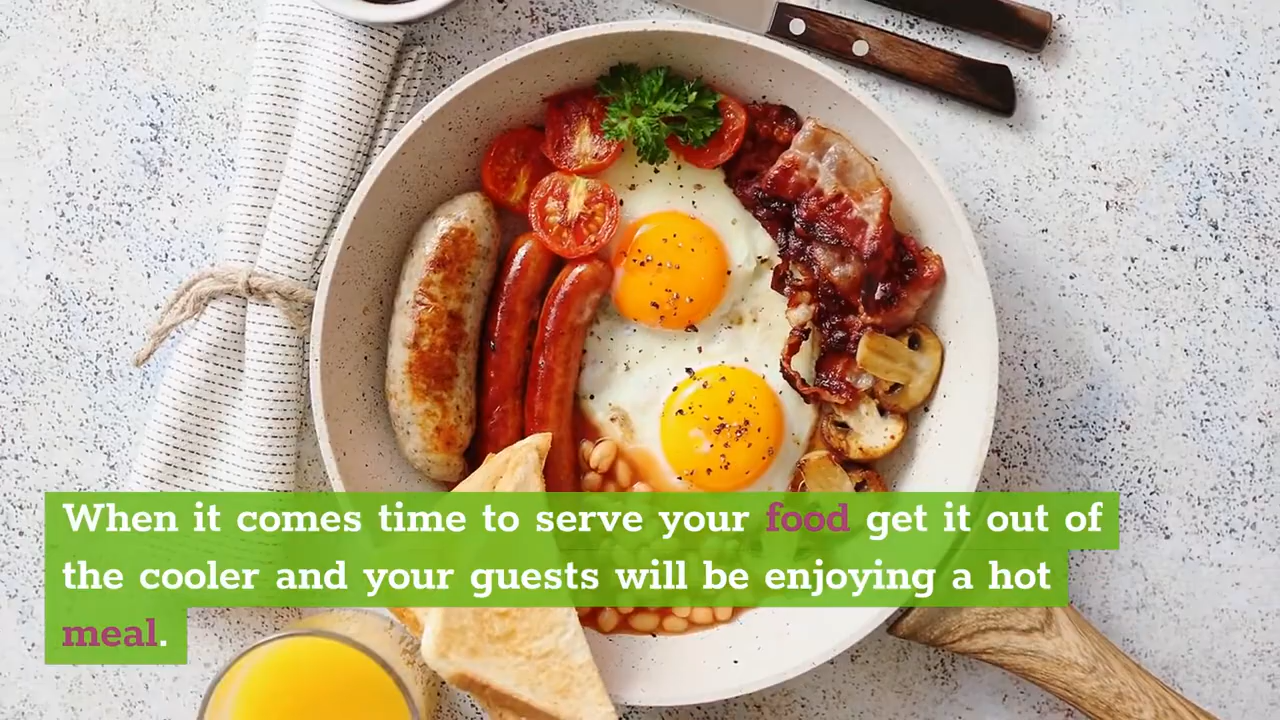 When it comes time to serve your food get it out of
the cooler and your guests will be enjoying a hot
meal.